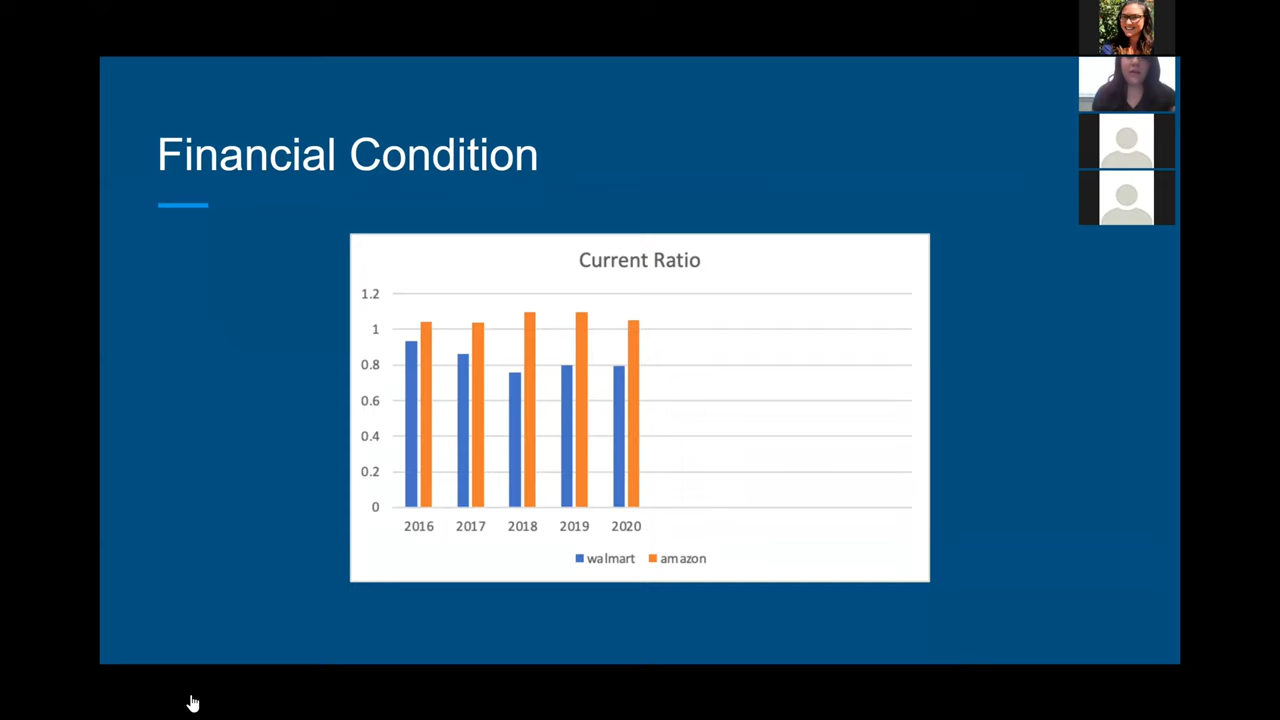 Financial Condition
Current Ratio
1.2
1
0.8
0.6
0.4
0.2
0
2016 2017 2018 2019 2020
walmart amazon